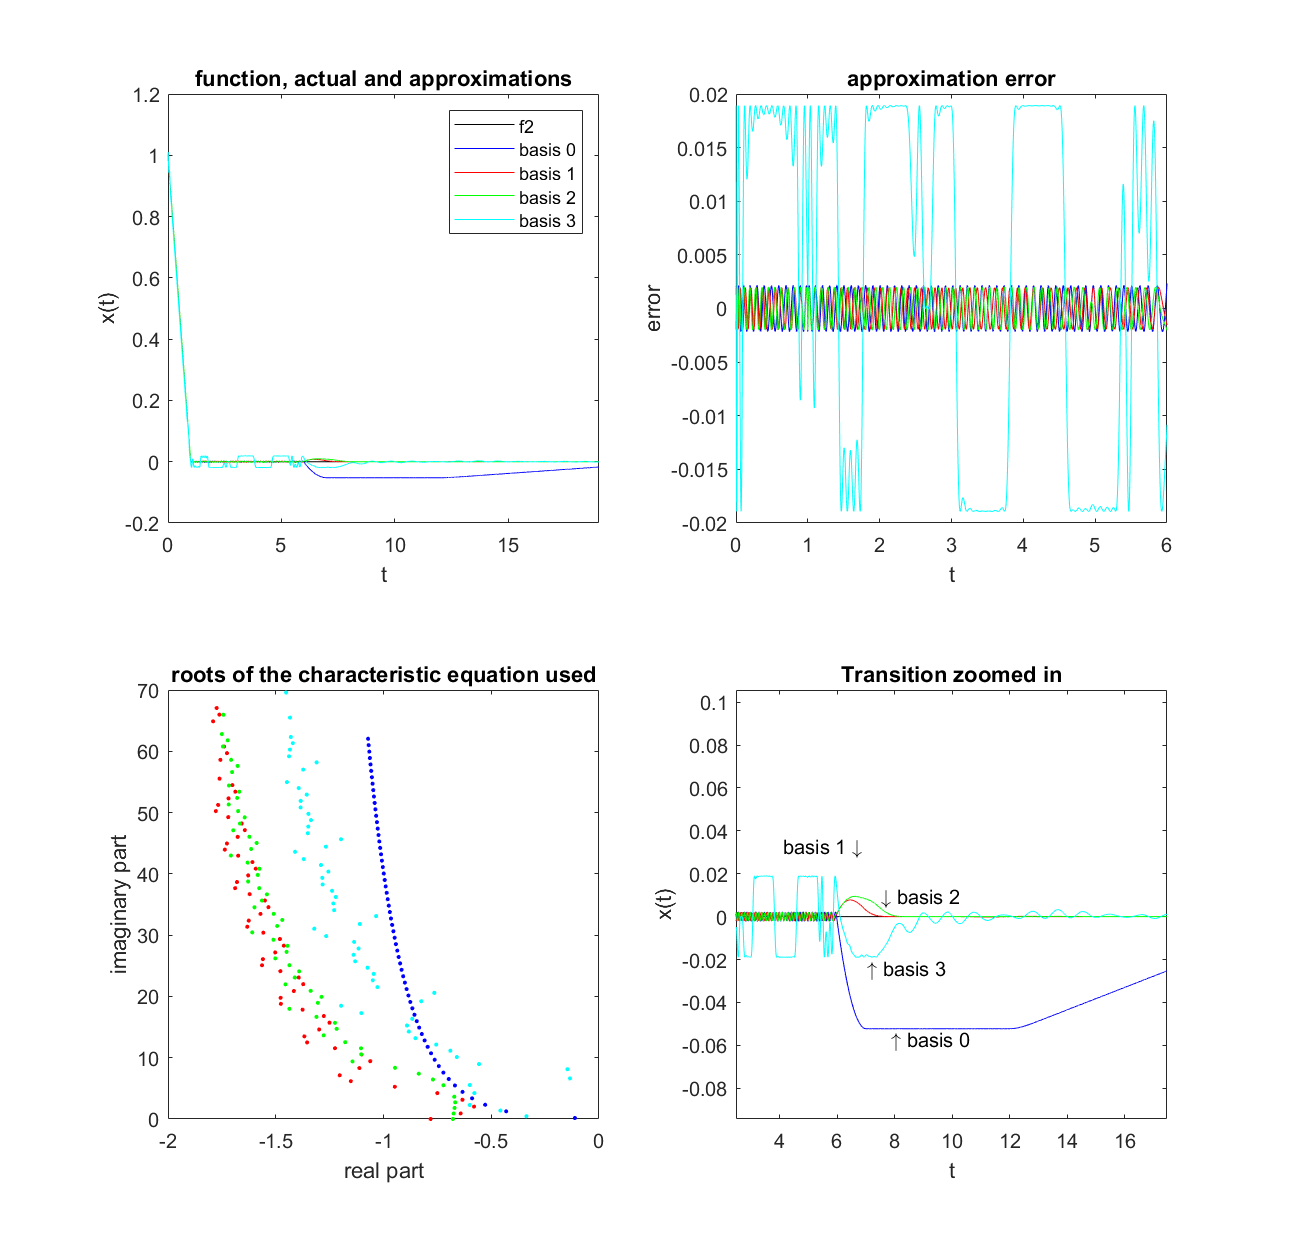 function, actual and approximations
1.2
1
0.8
0.6
0.4
0.2
0
-0.2
x(t)
0
5
10
15
t
f2
basis 0
basis 1
basis 2
basis 3
approximation error
0.02
0.015
0.01
0.005
0
-0.005
-0.01
-0.015
-0.02
error
0
1
2
3
4
5
6
t
roots of the characteristic equation used
70
60
50
40
30
20
10
0
imaginary part
-2
-1.5
-1
-0.5
0
real part
Transition zoomed in
0.1
0.08
0.06
0.04
0.02
0
-0.02
-0.04
-0.06
-0.08
x(t)
basis 1 ↓
↓ basis 2
↑ basis 3
↑ basis 0
4
6
8
10
12
14
16
t